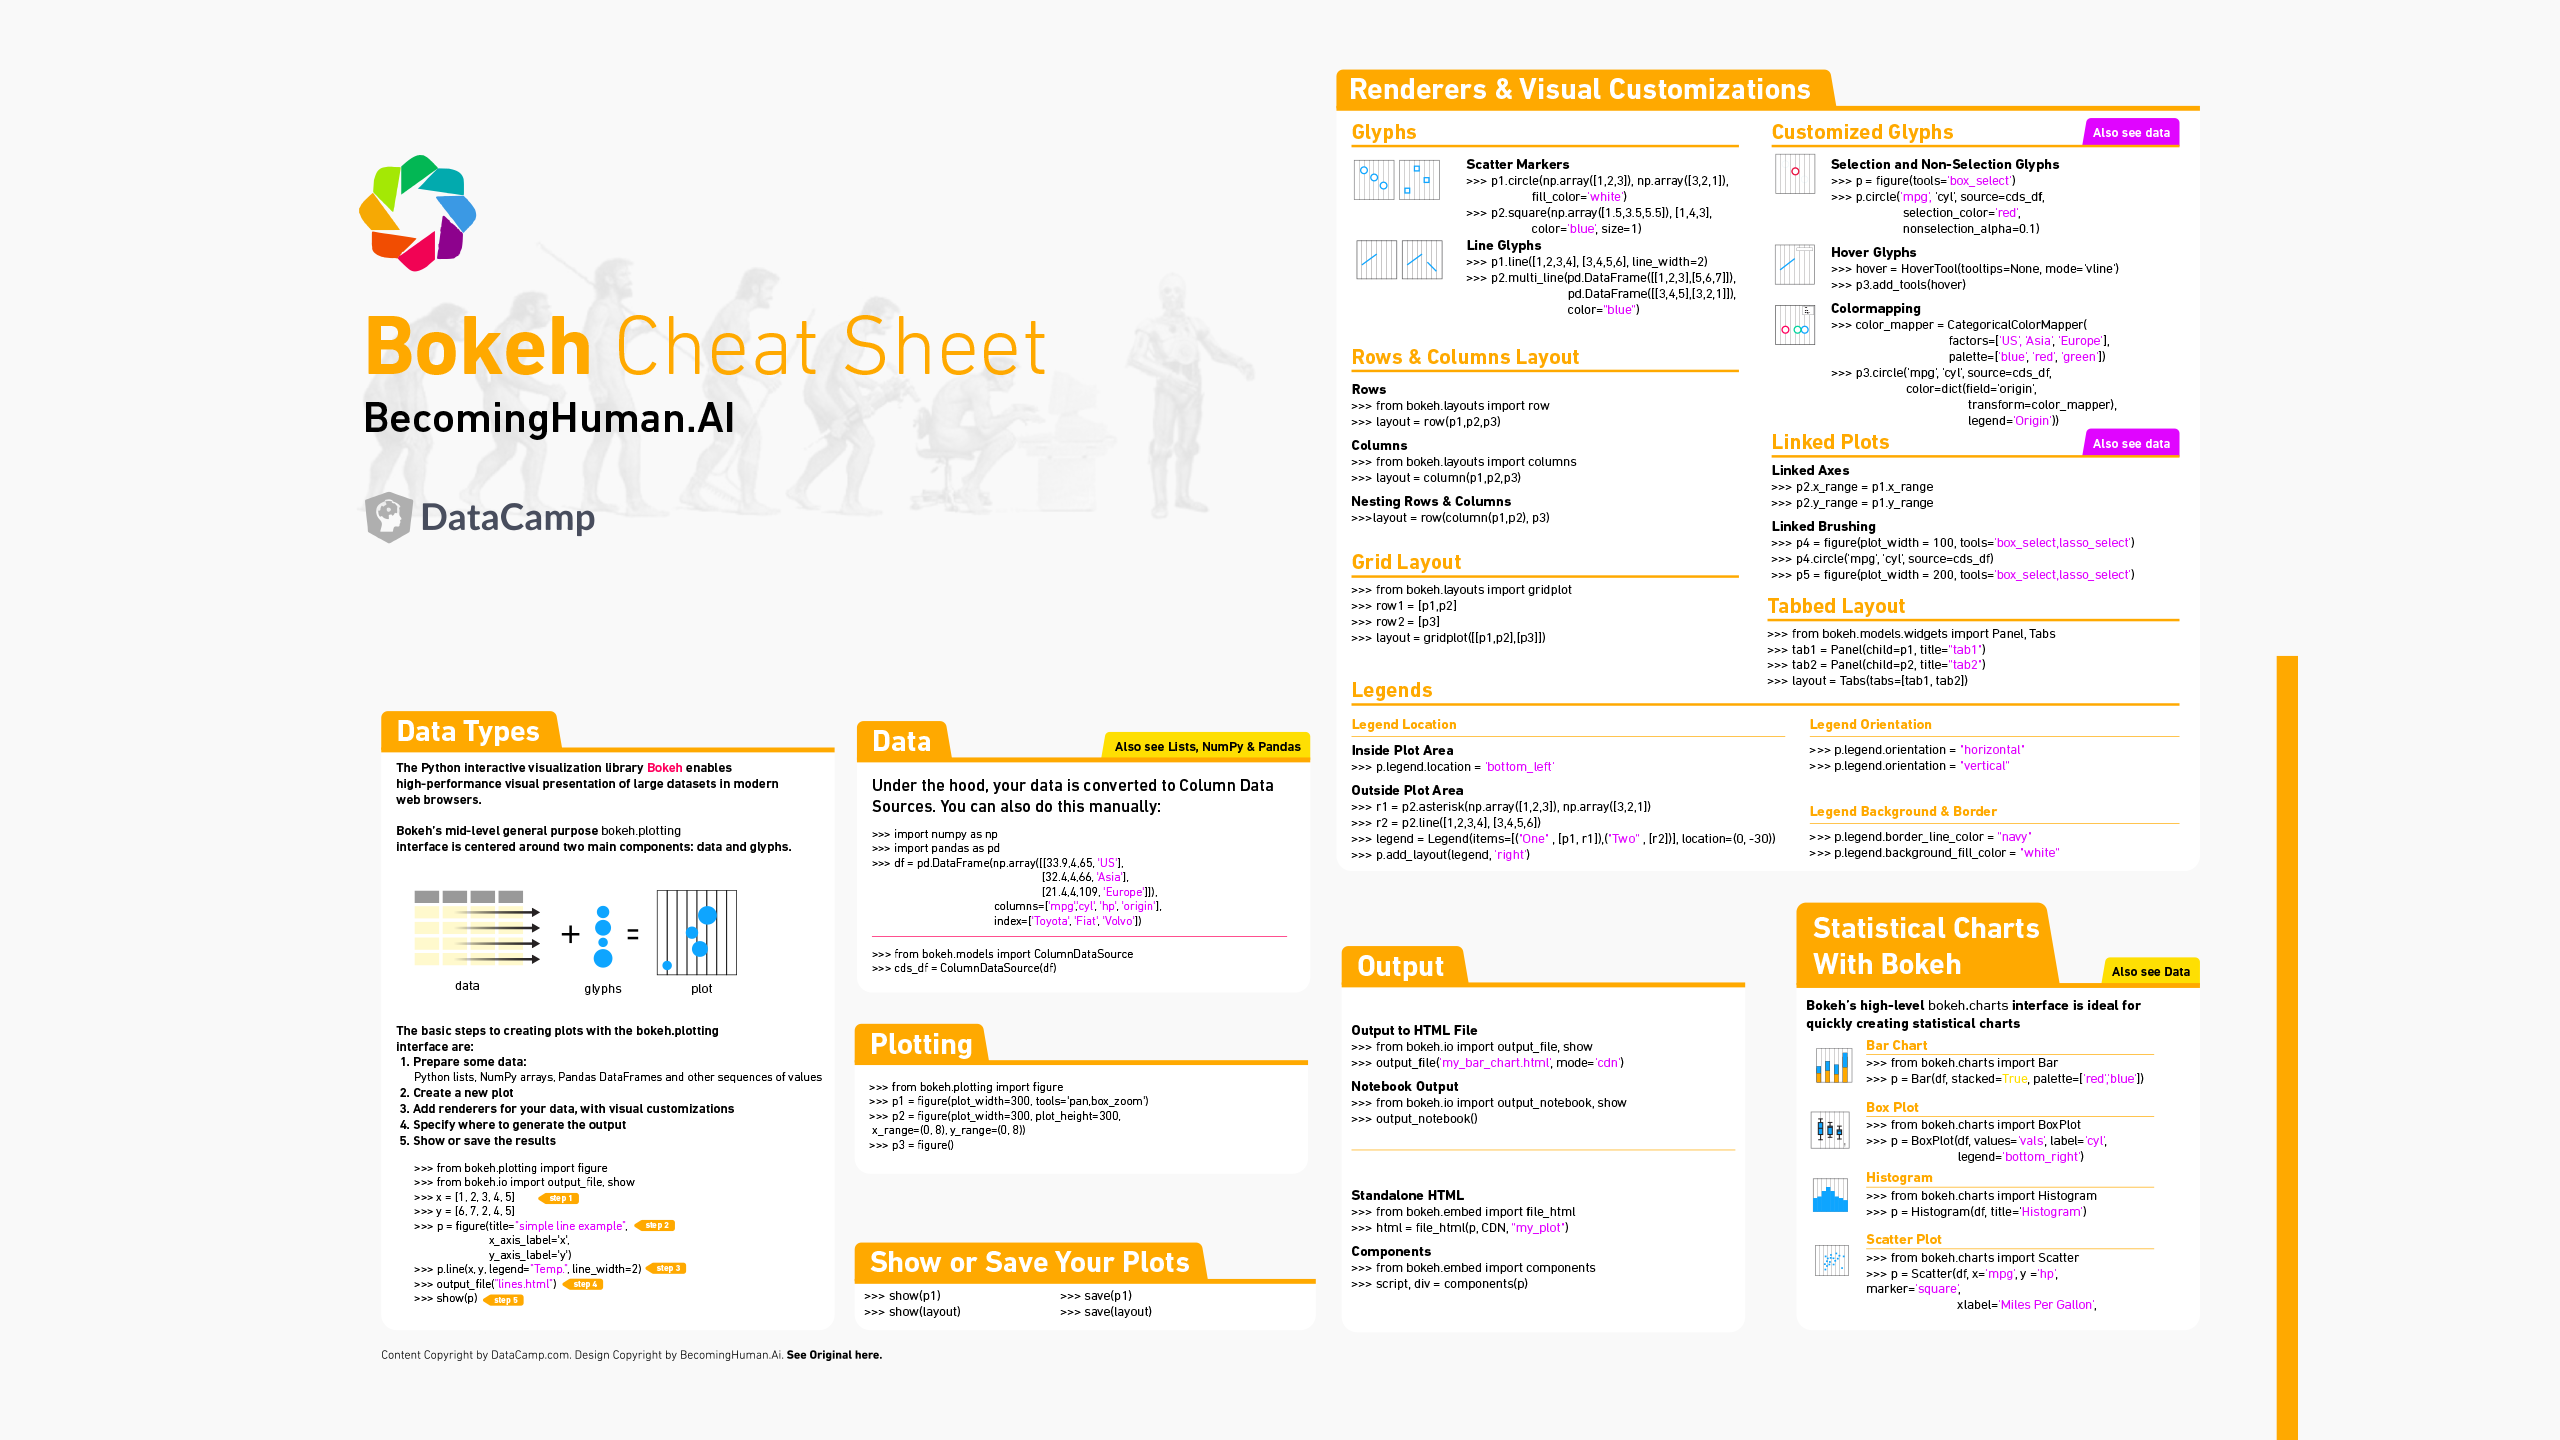 Bokeh Cheat Sheet
BecomingHuman.AI
DataCamp
Data Types
The Python interactive visualization library Bokeh enables
high-performance visual presentation of large datasets in modern
web browsers.
Bokeh's mid-level general purpose bokeh.plotting
interface is centered around two main components: data and glyphs.
+ =
data glyphs plot
The basic steps to creating plots with the bokeh.plotting
interface are:
1. Prepare some data:
Python lists, NumPy arrays, Pandas DataFrames and other sequences of values
2. Create a new plot
3. Add renderers for your data, with visual customizations
4. Specify where to generate the output
5. Show or save the results
>>> from bokeh.plotting import figure
>>> from bokeh.io import output_file, show
>>> x = [1, 2, 3, 4, 5] step 1
>>> y = [6, 7, 2, 4, 5]
>>> p = figure(title="simple line example", step 2
x_axis_label='x',
y_axis_label='y')
>>> p.line(x, y, legend="Temp.", line_width=2) step 3
>>> output_file("lines.html") step 4
>>> show(p) step 5
Data
Also see Lists, NumPy & Pandas
Under the hood, your data is converted to Column Data
Sources. You can also do this manually:
>>> import numpy as np
>>> import pandas as pd
>>> df = pd.DataFrame(np.array([[33.9,4,65, 'US'],
[32.4,4,66, 'Asia'],
[21.4,4,109, 'Europe']]),
columns=['mpg','cyl', 'hp', 'origin'],
index=['Toyota', 'Fiat', 'Volvo'])
>>> from bokeh.models import ColumnDataSource
>>> cds_df = ColumnDataSource(df)
Plotting
>>> from bokeh.plotting import figure
>>> p1 = figure(plot_width=300, tools='pan,box_zoom')
>>> p2 = figure(plot_width=300, plot_height=300,
x_range=(0, 8), y_range=(0, 8))
>>> p3 = figure()
Show or Save Your Plots
>>> show(p1)
>>> show(layout)
>>> save(p1)
>>> save(layout)
Renderers & Visual Customizations
Glyphs
Scatter Markers
>>> p1.circle(np.array([1,2,3]), np.array([3,2,1]),
fill_color='white')
>>> p2.square(np.array([1.5,3.5,5.5]), [1,4,3],
color='blue', size=1)
Line Glyphs
>>> p1.line([1,2,3,4], [3,4,5,6], line_width=2)
>>> p2.multi_line(pd.DataFrame([[1,2,3],[5,6,7]]),
pd.DataFrame([[3,4,5],[3,2,1]]),
color="blue")
Rows & Columns Layout
Rows
>>> from bokeh.layouts import row
>>> layout = row(p1,p2,p3)
Columns
>>> from bokeh.layouts import columns
>>> layout = column(p1,p2,p3)
Nesting Rows & Columns
>>>layout = row(column(p1,p2), p3)
Grid Layout
>>> from bokeh.layouts import gridplot
>>> row1 = [p1,p2]
>>> row2 = [p3]
>>> layout = gridplot([[p1,p2],[p3]])
Customized Glyphs
Also see data
Selection and Non-Selection Glyphs
>>> p = figure(tools='box_select')
>>> p.circle('mpg', 'cyl', source=cds_df,
selection_color='red',
nonselection_alpha=0.1)
Hover Glyphs
>>> hover = HoverTool(tooltips=None, mode='vline')
>>> p3.add_tools(hover)
Colormapping
>>> color_mapper = CategoricalColorMapper(
factors=['US', 'Asia', 'Europe'],
palette=['blue', 'red', 'green'])
>>> p3.circle('mpg', 'cyl', source=cds_df,
color=dict(field='origin',
transform=color_mapper),
legend='Origin'))
Linked Plots
Also see data
Linked Axes
>>> p2.x_range = p1.x_range
>>> p2.y_range = p1.y_range
Linked Brushing
>>> p4 = figure(plot_width = 100, tools='box_select,lasso_select')
>>> p4.circle('mpg', 'cyl', source=cds_df)
>>> p5 = figure(plot_width = 200, tools='box_select,lasso_select')
Tabbed Layout
>>> from bokeh.models.widgets import Panel, Tabs
>>> tab1 = Panel(child=p1, title="tab1")
>>> tab2 = Panel(child=p2, title="tab2")
>>> layout = Tabs(tabs=[tab1, tab2])
Legends
Legend Location
Inside Plot Area
>>> p.legend.location = 'bottom_left'
Outside Plot Area
>>> r1 = p2.asterisk(np.array([1,2,3]), np.array([3,2,1])
>>> r2 = p2.line([1,2,3,4], [3,4,5,6])
>>> legend = Legend(items=[("One" , [p1, r1]),("Two" , [r2])], location=(0, -30))
>>> p.add_layout(legend, 'right')
Legend Orientation
>>> p.legend.orientation = "horizontal"
>>> p.legend.orientation = "vertical"
Legend Background & Border
>>> p.legend.border_line_color = "navy"
>>> p.legend.background_fill_color = "white"
Output
Output to HTML File
>>> from bokeh.io import output_file, show
>>> output_file('my_bar_chart.html', mode='cdn')
Notebook Output
>>> from bokeh.io import output_notebook, show
>>> output_notebook()
Standalone HTML
>>> from bokeh.embed import file_html
>>> html = file_html(p, CDN, "my_plot")
Components
>>> from bokeh.embed import components
>>> script, div = components(p)
Statistical Charts
With Bokeh
Also see Data
Bokeh's high-level bokeh.charts interface is ideal for
quickly creating statistical charts
Bar Chart
>>> from bokeh.charts import Bar
>>> p = Bar(df, stacked=True, palette=['red','blue'])
Box Plot
>>> from bokeh.charts import BoxPlot
>>> p = BoxPlot(df, values='vals', label='cyl',
legend='bottom_right')
Histogram
>>> from bokeh.charts import Histogram
>>> p = Histogram(df, title='Histogram')
Scatter Plot
>>> from bokeh.charts import Scatter
>>> p = Scatter(df, x='mpg', y ='hp',
marker='square',
xlabel='Miles Per Gallon',
Content Copyright by DataCamp.com. Design Copyright by BecomingHuman.Ai. See Original here.